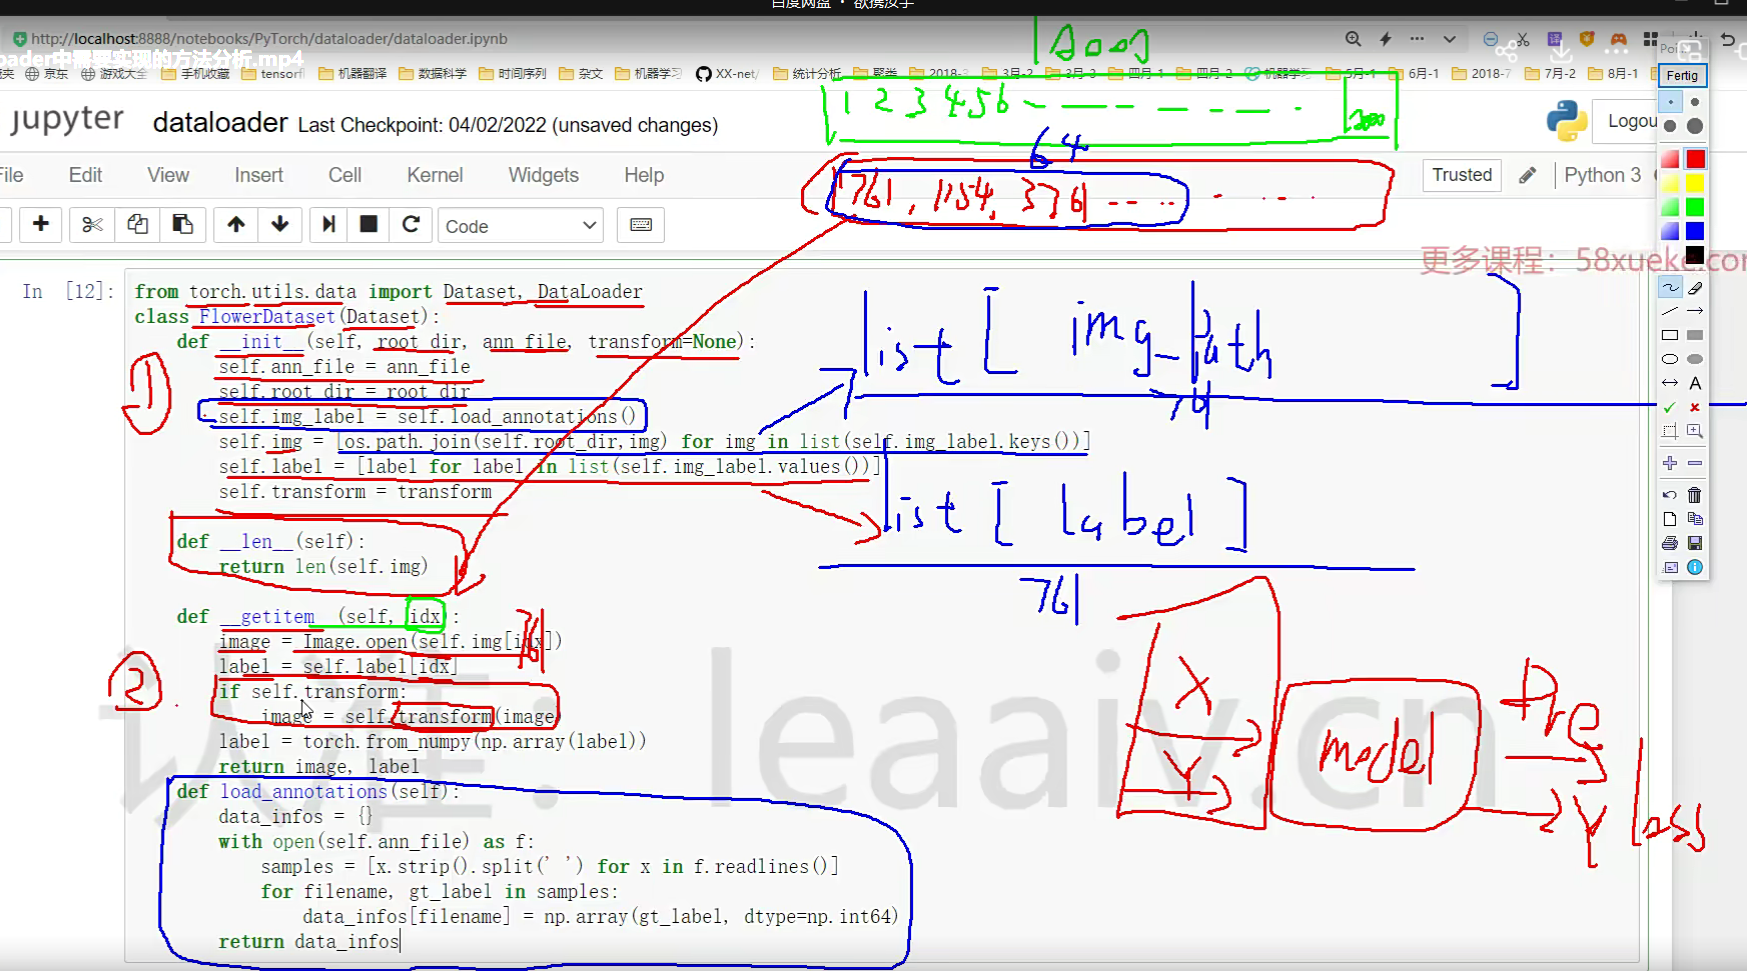 百度网盘 · 欲携汝手
http://localhost:8888/notebooks/PyTorch/dataloader/dataloader.ipynb
oader中需要实现的方法分析.mp4
京东 游戏大全 手机收藏 tensorfl 机器翻译 数据科学 时间序列 杂文 机器学习 XX-net/ 统计分析 聚类 2018-3 3月-2 3月-3 四月-1 四月-2 机器学习 5月-1 6月-1 2018-7 7月-2 8月-1
Fertig
1 2 3 4 5 6
2000
jupyter dataloader Last Checkpoint: 04/02/2022 (unsaved changes)
Logou
64
File Edit View Insert Cell Kernel Widgets Help
Trusted Python 3
761, 1154, 3761
Code
更多课程：58xueke.com
In [12]:
from torch.utils.data import Dataset, DataLoader
class FlowerDataset(Dataset):
def __init__(self, root_dir, ann_file, transform=None):
self.ann_file = ann_file
self.root_dir = root_dir
self.img_label = self.load_annotations()
self.img = [os.path.join(self.root_dir,img) for img in list(self.img_label.keys())]
self.label = [label for label in list(self.img_label.values())]
self.transform = transform
list [ img_path ]
list [ label ]
761
def __len__(self):
return len(self.img)
def __getitem__(self, idx):
image = Image.open(self.img[idx])
label = self.label[idx]
if self.transform:
image = self.transform(image)
label = torch.from_numpy(np.array(label))
return image, label
def load_annotations(self):
data_infos = {}
with open(self.ann_file) as f:
samples = [x.strip().split(' ') for x in f.readlines()]
for filename, gt_label in samples:
data_infos[filename] = np.array(gt_label, dtype=np.int64)
return data_infos
1
2
761
X
Y
model
Pre
Y
Loss
认准：leaaiv.cn